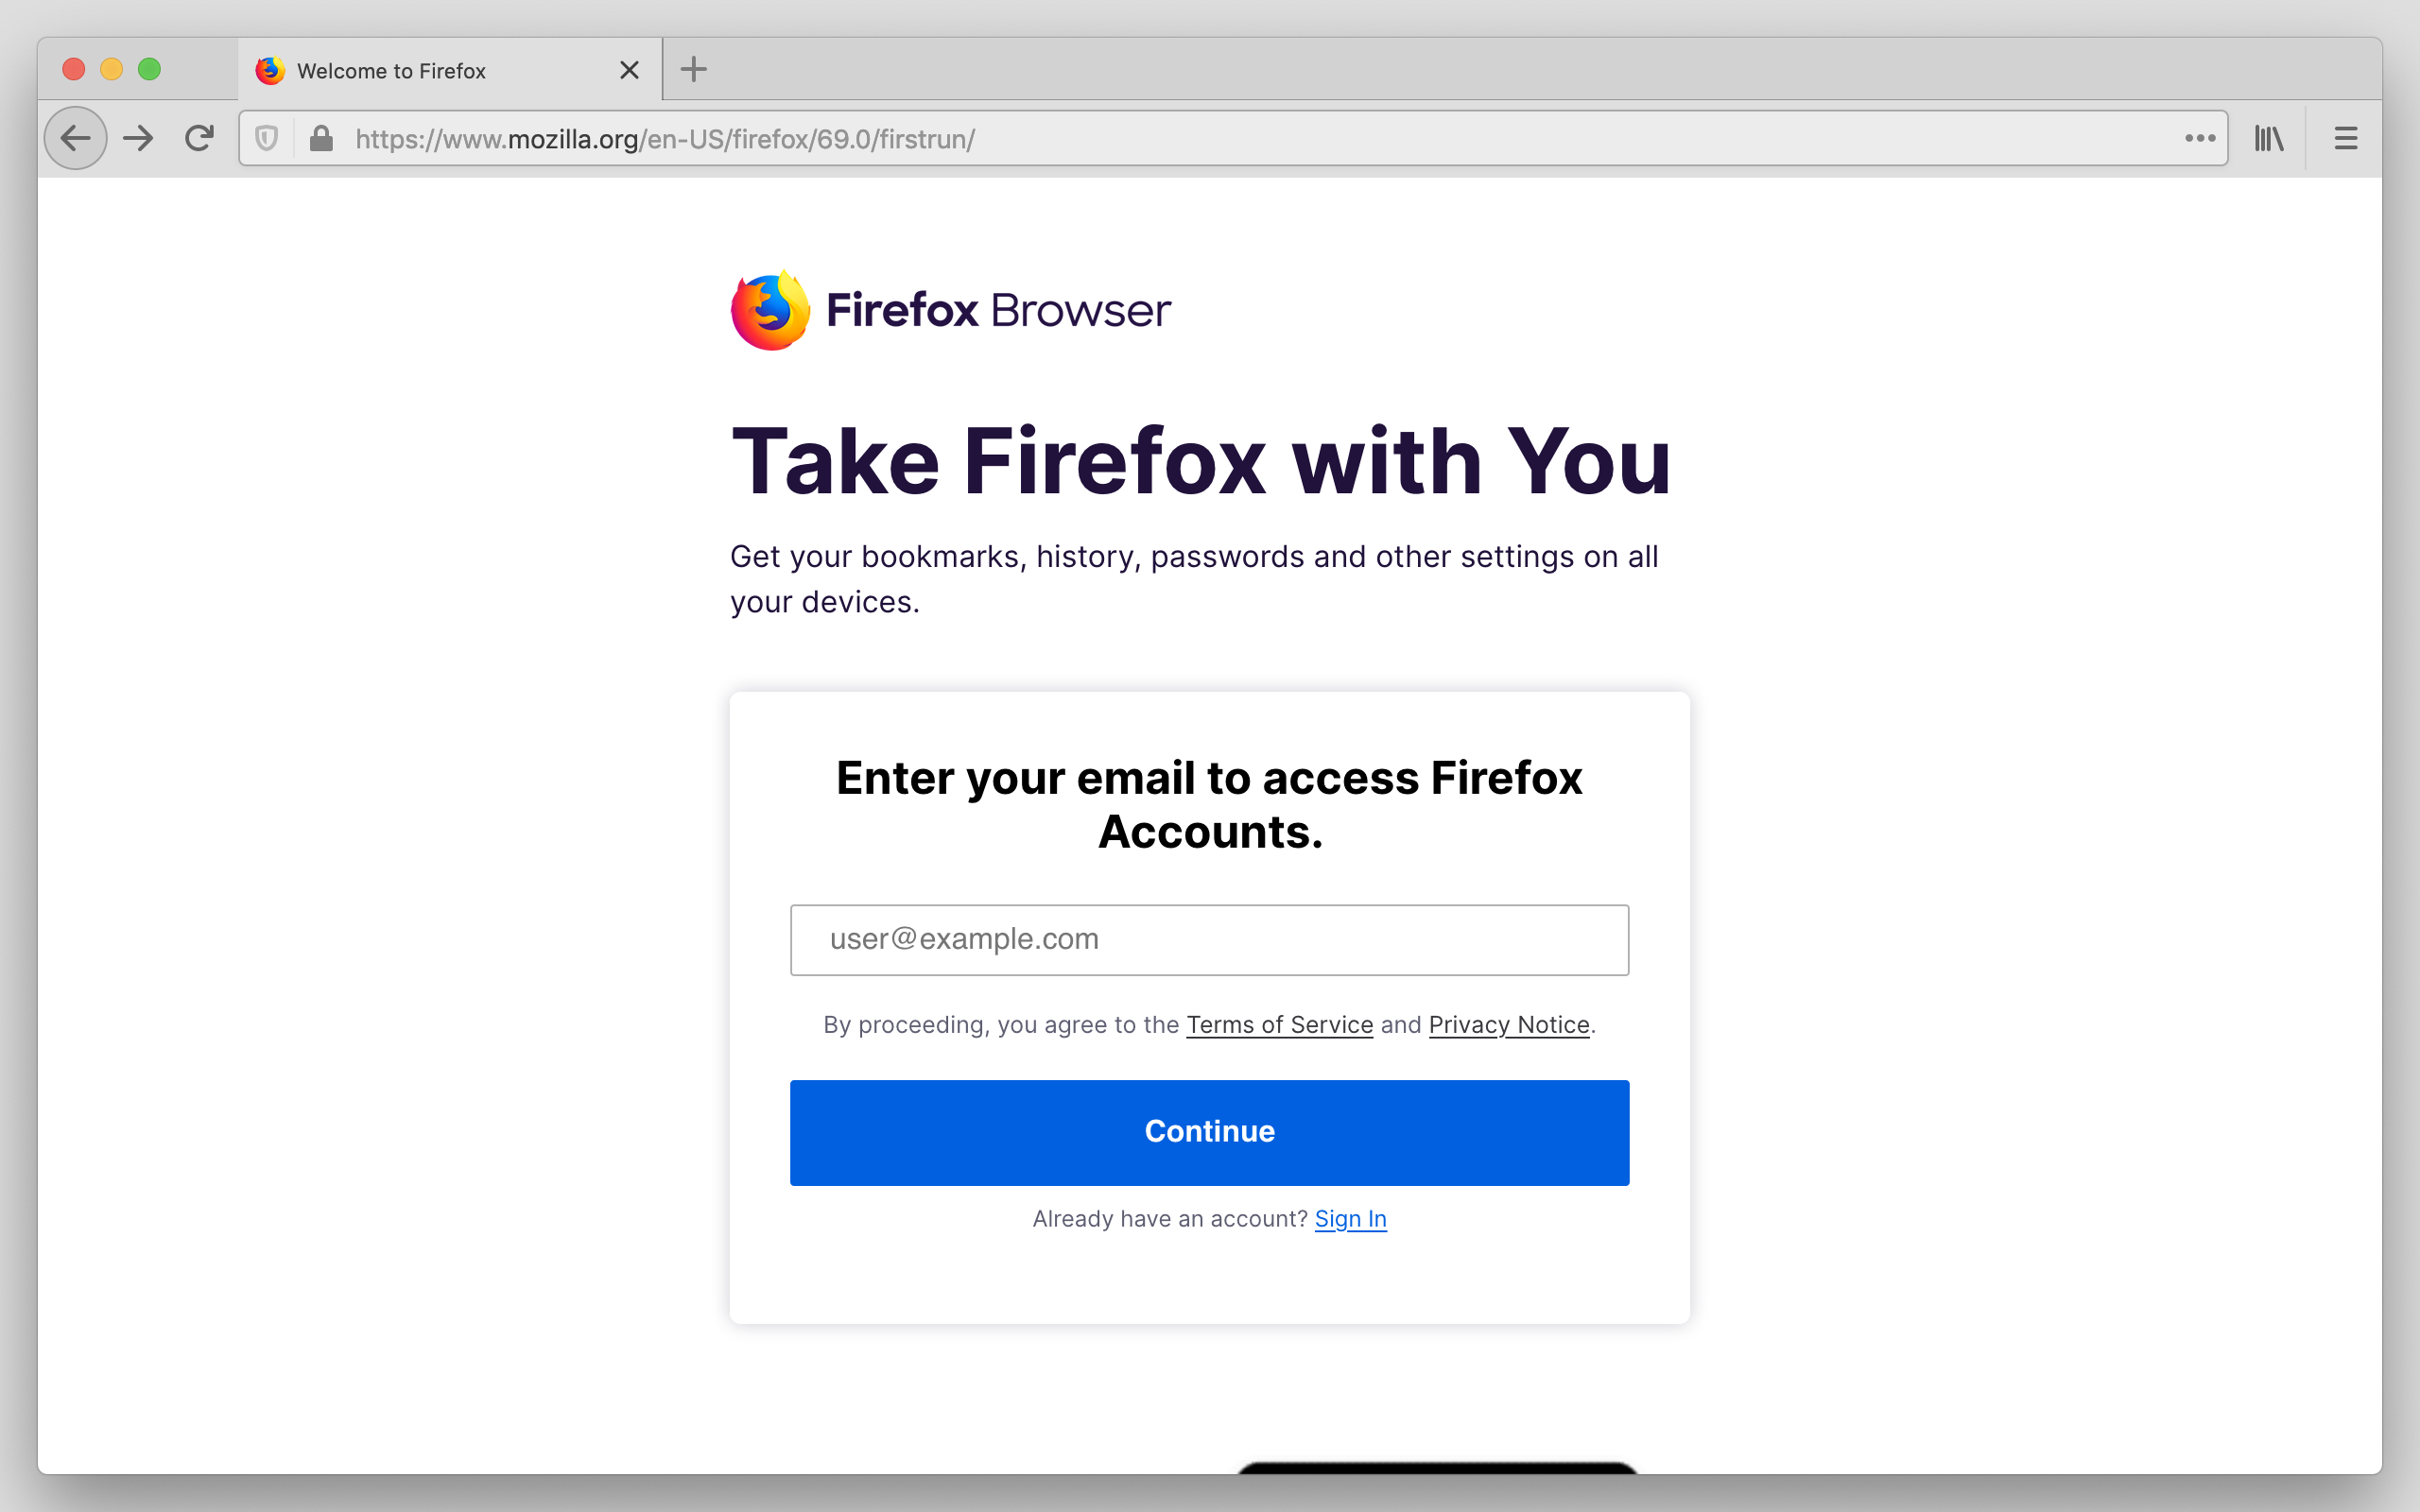 Welcome to Firefox
https://www.mozilla.org/en-US/firefox/69.0/firstrun/
Firefox Browser
Take Firefox with You
Get your bookmarks, history, passwords and other settings on all
your devices.
Enter your email to access Firefox
Accounts.
user@example.com
By proceeding, you agree to the Terms of Service and Privacy Notice.
Continue
Already have an account? Sign In